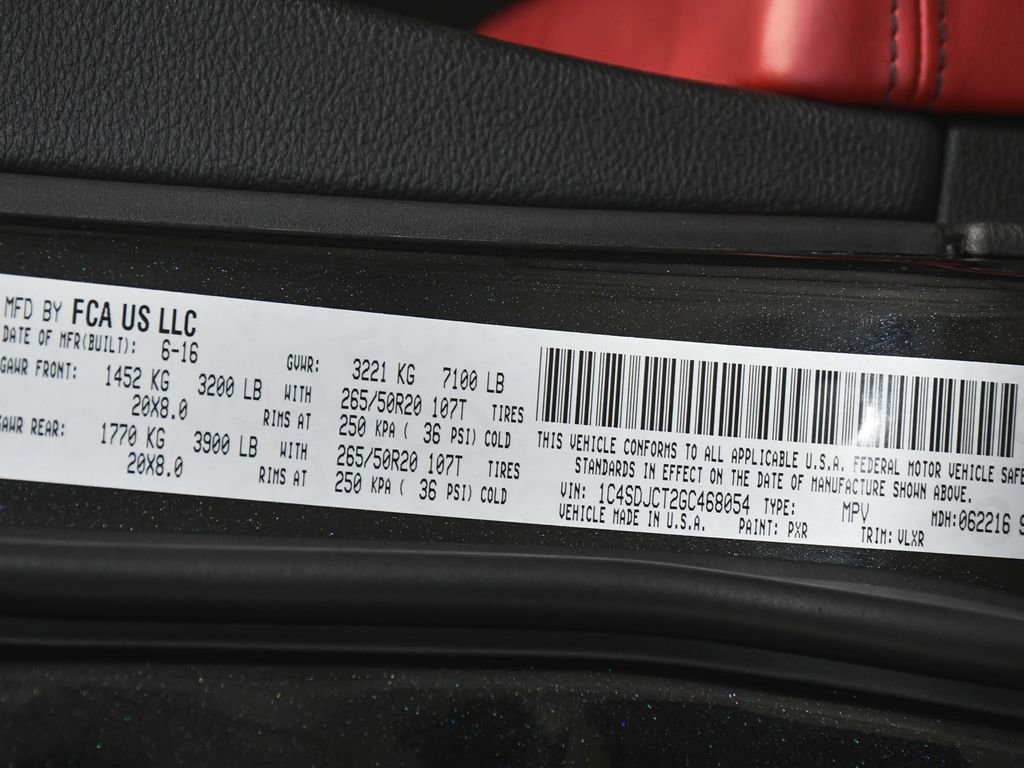 MFD BY FCA US LLC
DATE OF MFR(BUILT): 6-16
GVWR: 3221 KG 7100 LB
GAWR FRONT: 1452 KG 3200 LB WITH 265/50R20 107T TIRES
20X8.0 RIMS AT 250 KPA ( 36 PSI) COLD
GAWR REAR: 1770 KG 3900 LB WITH 265/50R20 107T TIRES
20X8.0 RIMS AT 250 KPA ( 36 PSI) COLD
THIS VEHICLE CONFORMS TO ALL APPLICABLE U.S.A. FEDERAL MOTOR VEHICLE SAFE
STANDARDS IN EFFECT ON THE DATE OF MANUFACTURE SHOWN ABOVE.
VIN: 1C4SDJCT2GC468054 TYPE: MPV MDH:062216 9
VEHICLE MADE IN U.S.A. PAINT: PXR TRIM: VLXR